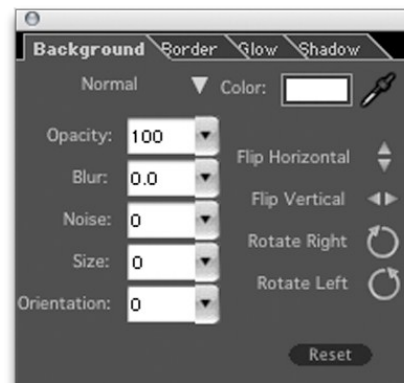 Background Border Glow Shadow
Normal Color:
Opacity: 100
Flip Horizontal
Blur: 0.0
Flip Vertical
Noise: 0
Rotate Right
Size: 0
Rotate Left
Orientation: 0
Reset